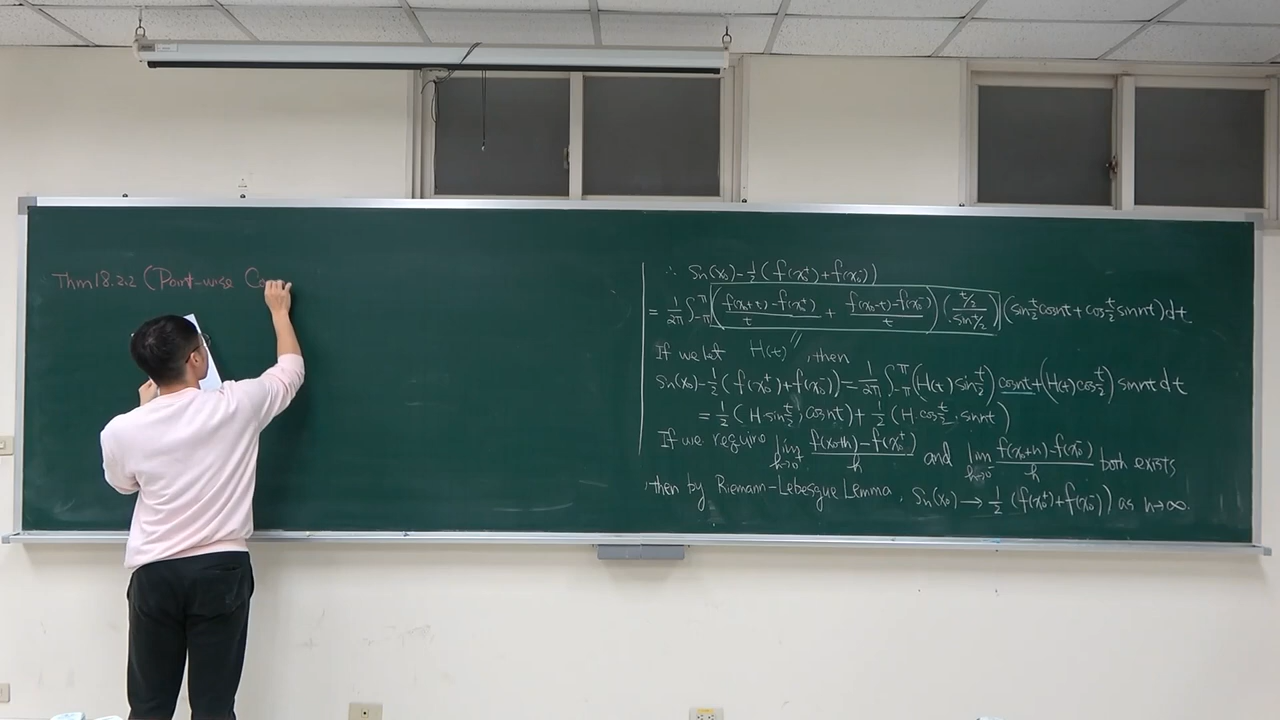 Thm 18.2.2 (Point-wise Co
∴ Sn(x₀) - 1/2 (f(x₀⁺) + f(x₀⁻))
= 1/2π ∫_{-π}^{π} ( (f(x₀+t) - f(x₀⁺))/t + (f(x₀-t) - f(x₀⁻))/t ) ( (t/2)/(sin t/2) ) (sin t/2 cos nt + cos t/2 sin nt) dt
If we let H(t) '' , then
Sn(x₀) - 1/2 (f(x₀⁺) + f(x₀⁻)) = 1/2π ∫_{-π}^{π} (H(t) sin t/2) cos nt + (H(t) cos t/2) sin nt dt
= 1/2 (H·sin t/2, cos nt) + 1/2 (H cos t/2, sin nt)
If we require lim_{h→0⁺} (f(x₀+h) - f(x₀⁺))/h and lim_{h→0⁻} (f(x₀+h) - f(x₀⁻))/h both exists
, then by Riemann-Lebesgue Lemma, Sn(x₀) → 1/2 (f(x₀⁺) + f(x₀⁻)) as n→∞.